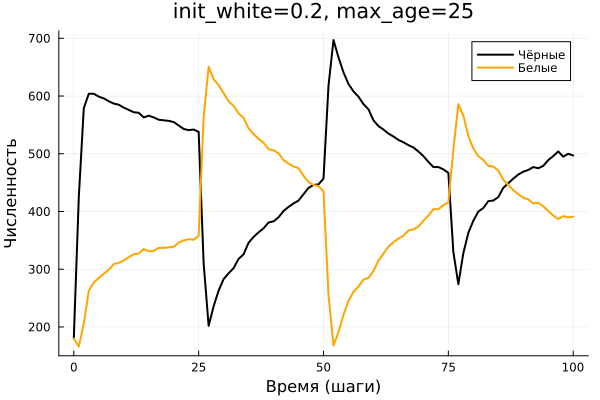 init_white=0.2, max_age=25
Чёрные
Белые
Численность
700
600
500
400
300
200
0
25
50
75
100
Время (шаги)